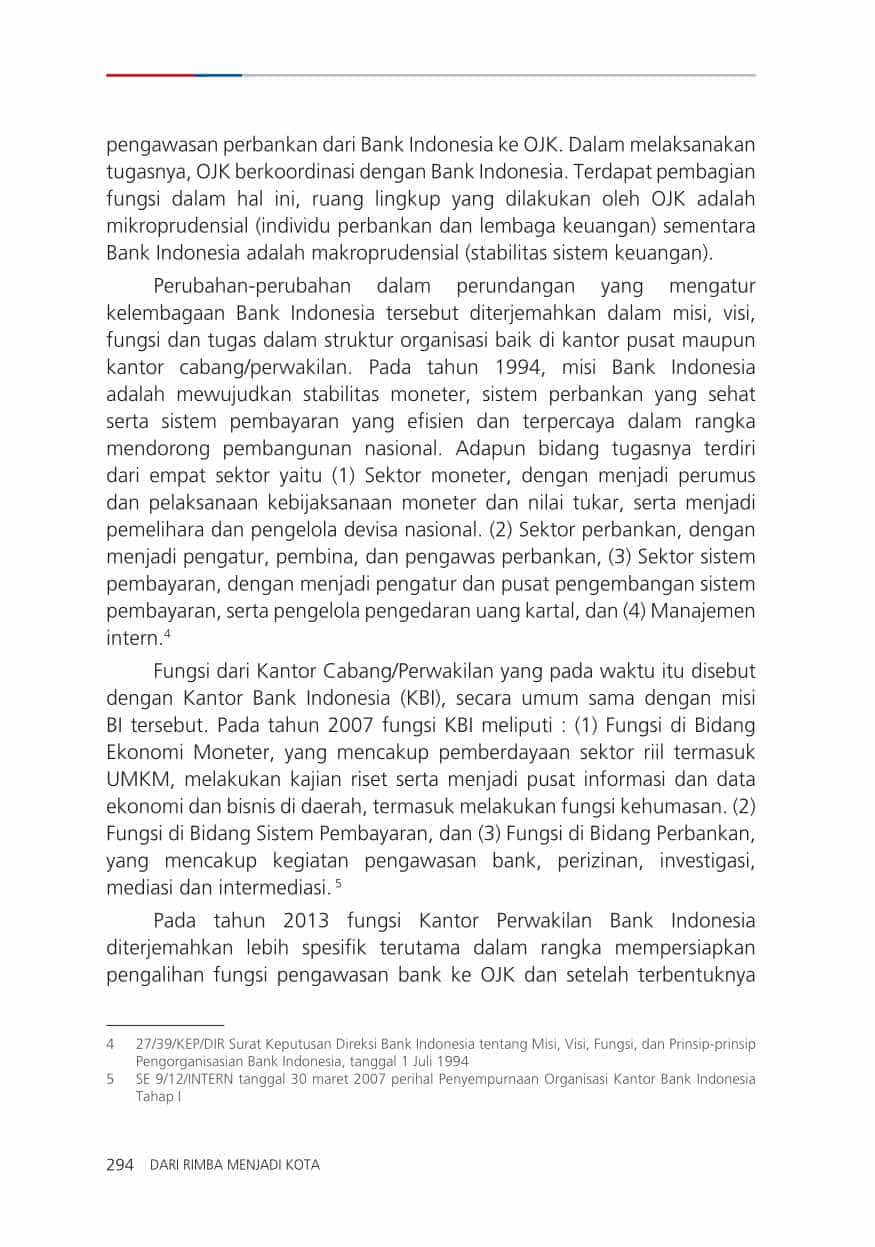 pengawasan perbankan dari Bank Indonesia ke OJK. Dalam melaksanakan
tugasnya, OJK berkoordinasi dengan Bank Indonesia. Terdapat pembagian
fungsi dalam hal ini, ruang lingkup yang dilakukan oleh OJK adalah
mikroprudensial (individu perbankan dan lembaga keuangan) sementara
Bank Indonesia adalah makroprudensial (stabilitas sistem keuangan).
Perubahan-perubahan dalam perundangan yang mengatur
kelembagaan Bank Indonesia tersebut diterjemahkan dalam misi, visi,
fungsi dan tugas dalam struktur organisasi baik di kantor pusat maupun
kantor cabang/perwakilan. Pada tahun 1994, misi Bank Indonesia
adalah mewujudkan stabilitas moneter, sistem perbankan yang sehat
serta sistem pembayaran yang efisien dan terpercaya dalam rangka
mendorong pembangunan nasional. Adapun bidang tugasnya terdiri
dari empat sektor yaitu (1) Sektor moneter, dengan menjadi perumus
dan pelaksanaan kebijaksanaan moneter dan nilai tukar, serta menjadi
pemelihara dan pengelola devisa nasional. (2) Sektor perbankan, dengan
menjadi pengatur, pembina, dan pengawas perbankan, (3) Sektor sistem
pembayaran, dengan menjadi pengatur dan pusat pengembangan sistem
pembayaran, serta pengelola pengedaran uang kartal, dan (4) Manajemen
intern.4
Fungsi dari Kantor Cabang/Perwakilan yang pada waktu itu disebut
dengan Kantor Bank Indonesia (KBI), secara umum sama dengan misi
BI tersebut. Pada tahun 2007 fungsi KBI meliputi : (1) Fungsi di Bidang
Ekonomi Moneter, yang mencakup pemberdayaan sektor riil termasuk
UMKM, melakukan kajian riset serta menjadi pusat informasi dan data
ekonomi dan bisnis di daerah, termasuk melakukan fungsi kehumasan. (2)
Fungsi di Bidang Sistem Pembayaran, dan (3) Fungsi di Bidang Perbankan,
yang mencakup kegiatan pengawasan bank, perizinan, investigasi,
mediasi dan intermediasi. 5
Pada tahun 2013 fungsi Kantor Perwakilan Bank Indonesia
diterjemahkan lebih spesifik terutama dalam rangka mempersiapkan
pengalihan fungsi pengawasan bank ke OJK dan setelah terbentuknya
4 27/39/KEP/DIR Surat Keputusan Direksi Bank Indonesia tentang Misi, Visi, Fungsi, dan Prinsip-prinsip
Pengorganisasian Bank Indonesia, tanggal 1 Juli 1994
5 SE 9/12/INTERN tanggal 30 maret 2007 perihal Penyempurnaan Organisasi Kantor Bank Indonesia
Tahap I
294 DARI RIMBA MENJADI KOTA